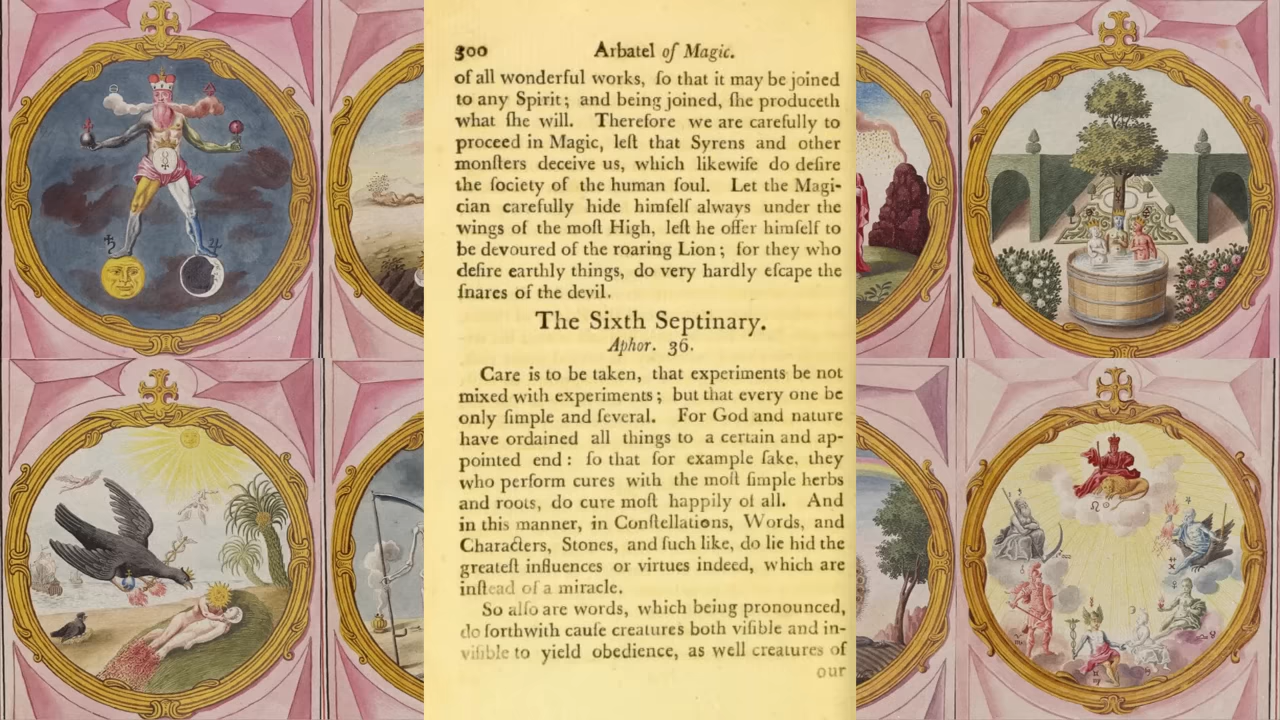 300 Arbatel of Magic.
of all wonderful works, ſo that it may be joined
to any Spirit; and being joined, ſhe produceth
what ſhe will. Therefore we are carefully to
proceed in Magic, leſt that Syrens and other
monſters deceive us, which likewiſe do deſire
the ſociety of the human ſoul. Let the Magi-
cian carefully hide himſelf always under the
wings of the moſt High, leſt he offer himſelf to
be devoured of the roaring Lion; for they who
deſire earthly things, do very hardly eſcape the
ſnares of the devil.
The Sixth Septinary.
Aphor. 36.
Care is to be taken, that experiments be not
mixed with experiments; but that every one be
only ſimple and ſeveral. For God and nature
have ordained all things to a certain and ap-
pointed end: ſo that for example ſake, they
who perform cures with the moſt ſimple herbs
and roots, do cure moſt happily of all. And
in this manner, in Conſtellations, Words, and
Characters, Stones, and ſuch like, do lie hid the
greateſt influences or virtues indeed, which are
inſtead of a miracle.
So alſo are words, which being pronounced,
do forthwith cauſe creatures both viſible and in-
viſible to yield obedience, as well creatures of
our